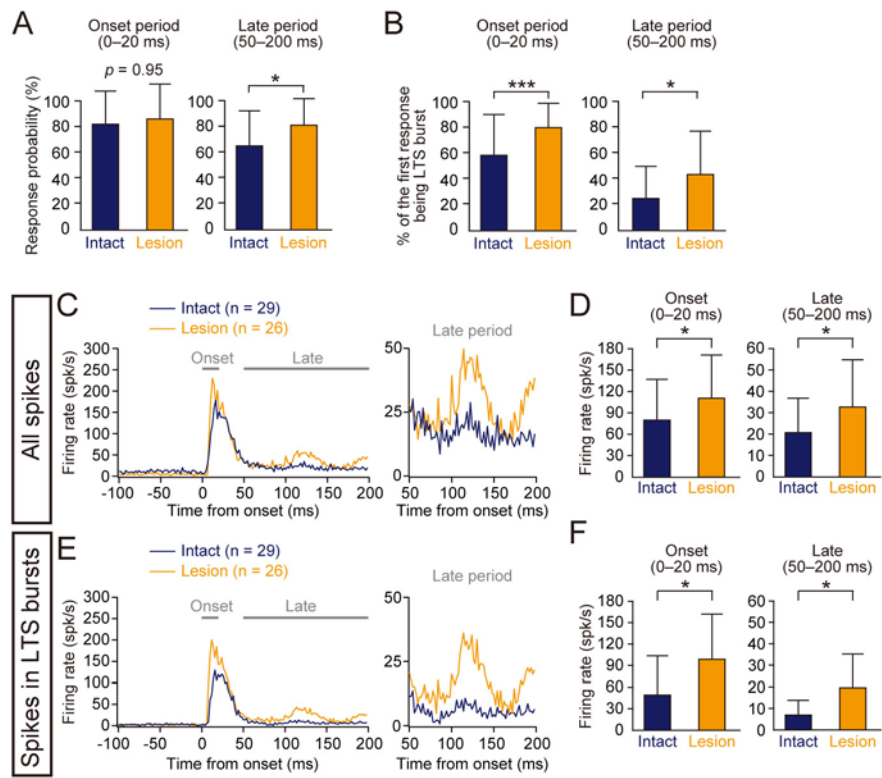 A
Onset period
(0–20 ms)
Late period
(50–200 ms)
p = 0.95
*
Response probability (%)
80
60
40
20
0
80
60
40
20
0
Intact
Lesion
Intact
Lesion
B
Onset period
(0–20 ms)
Late period
(50–200 ms)
***
*
% of the first response
being LTS burst
100
80
60
40
20
0
100
80
60
40
20
0
Intact
Lesion
Intact
Lesion
All spikes
C
Intact (n = 29)
Lesion (n = 26)
Onset
Late
Late period
Firing rate (spk/s)
300
250
200
150
100
50
0
-100
-50
0
50
100
150
200
Time from onset (ms)
50
25
0
50
100
150
200
Time from onset (ms)
D
Onset
(0–20 ms)
Late
(50–200 ms)
*
*
Firing rate (spk/s)
180
150
120
90
60
30
0
60
50
40
30
20
10
0
Intact
Lesion
Intact
Lesion
Spikes in LTS bursts
E
Intact (n = 29)
Lesion (n = 26)
Onset
Late
Late period
Firing rate (spk/s)
300
250
200
150
100
50
0
-100
-50
0
50
100
150
200
Time from onset (ms)
50
25
0
50
100
150
200
Time from onset (ms)
F
Onset
(0–20 ms)
Late
(50–200 ms)
*
*
Firing rate (spk/s)
180
150
120
90
60
30
0
60
50
40
30
20
10
0
Intact
Lesion
Intact
Lesion